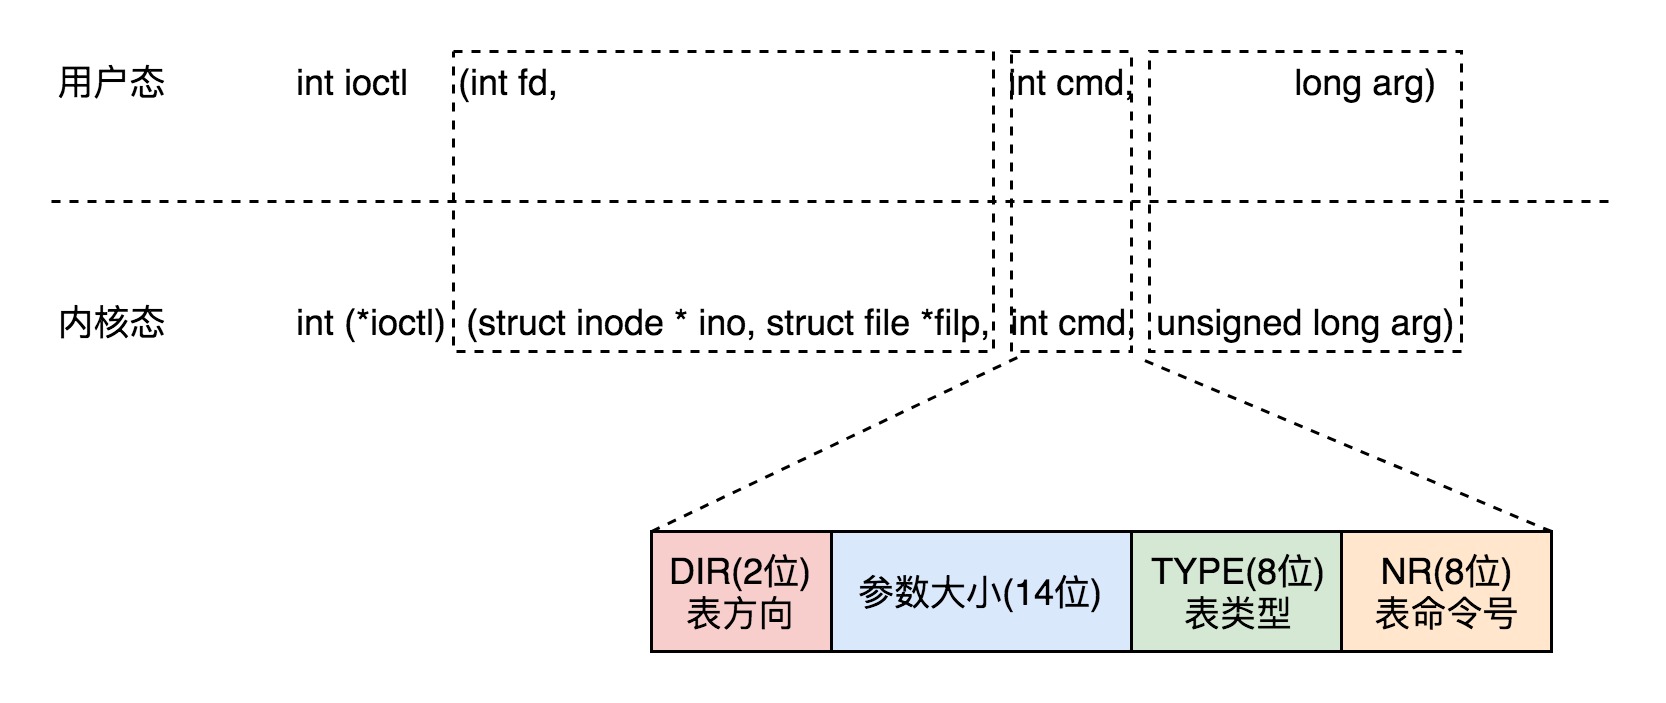 用户态 int ioctl (int fd, int cmd, long arg)
内核态 int (*ioctl) (struct inode * ino, struct file *filp, int cmd, unsigned long arg)
DIR(2位)
表方向
参数大小(14位)
TYPE(8位)
表类型
NR(8位)
表命令号